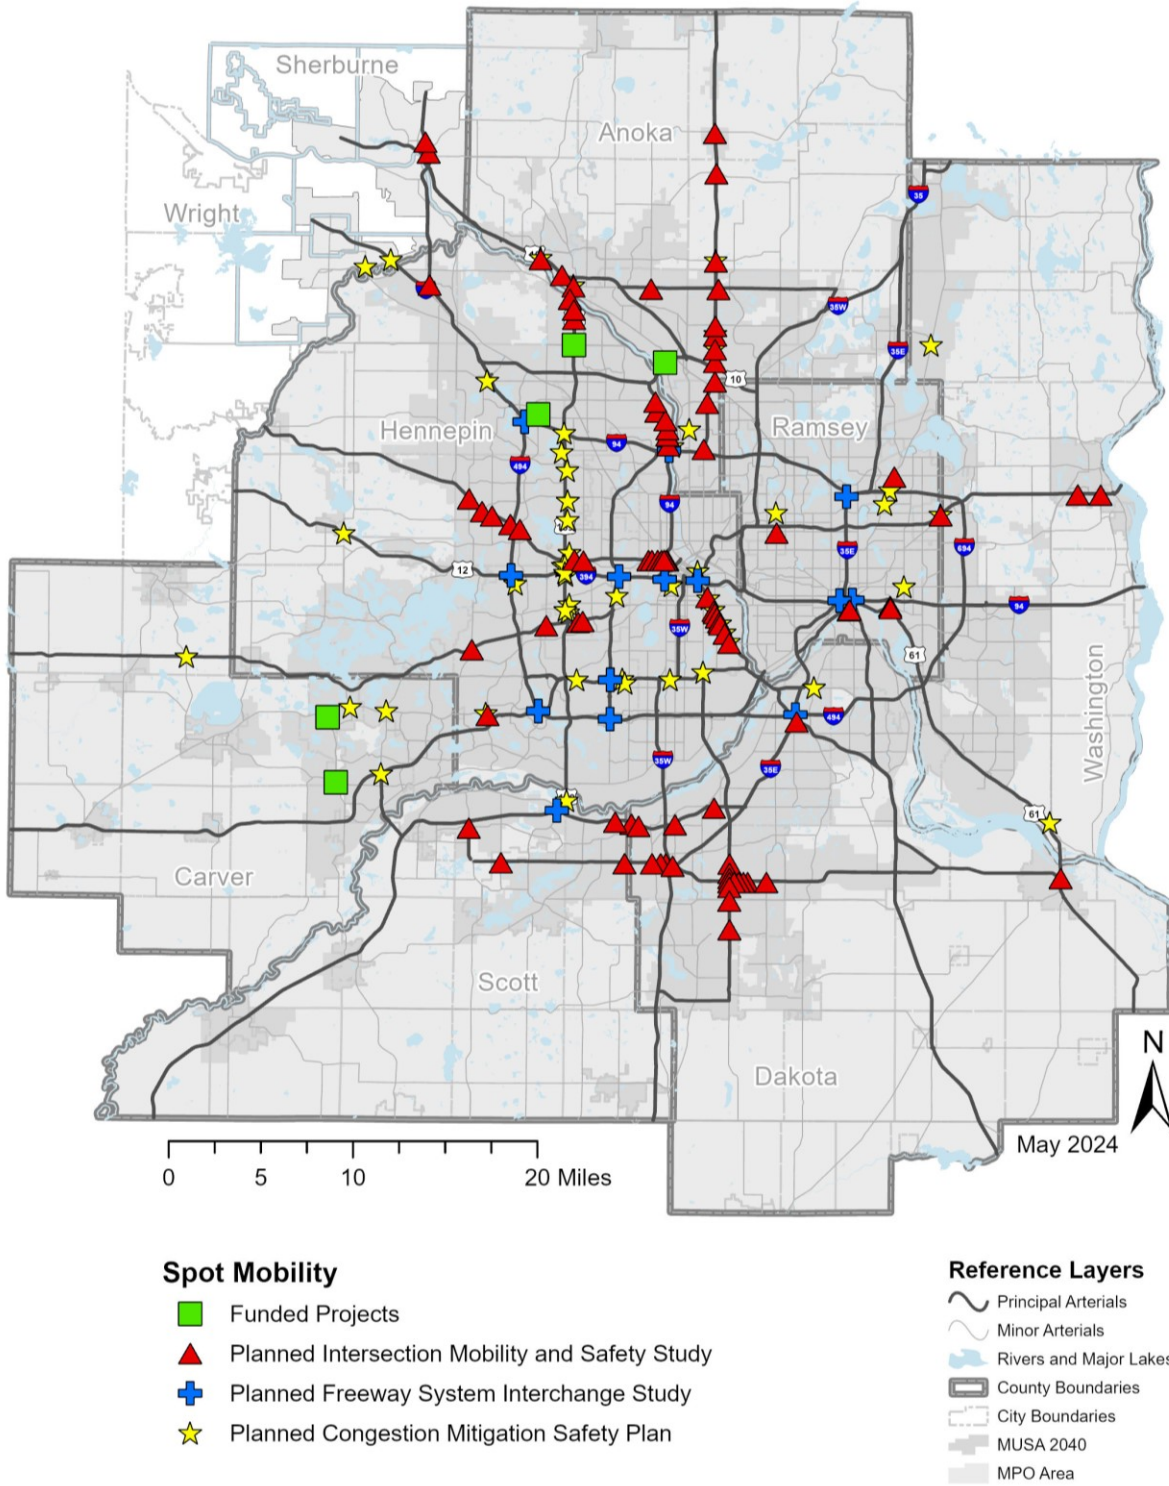 Sherburne
Anoka
Wright
35
35W
35E
10
Hennepin
Ramsey
94
494
94
12
394
35E
694
94
35W
61
Washington
494
35W
35E
61
Carver
Scott
Dakota
N
May 2024
0 5 10 20 Miles
Spot Mobility
Funded Projects
Planned Intersection Mobility and Safety Study
Planned Freeway System Interchange Study
Planned Congestion Mitigation Safety Plan
Reference Layers
Principal Arterials
Minor Arterials
Rivers and Major Lakes
County Boundaries
City Boundaries
MUSA 2040
MPO Area